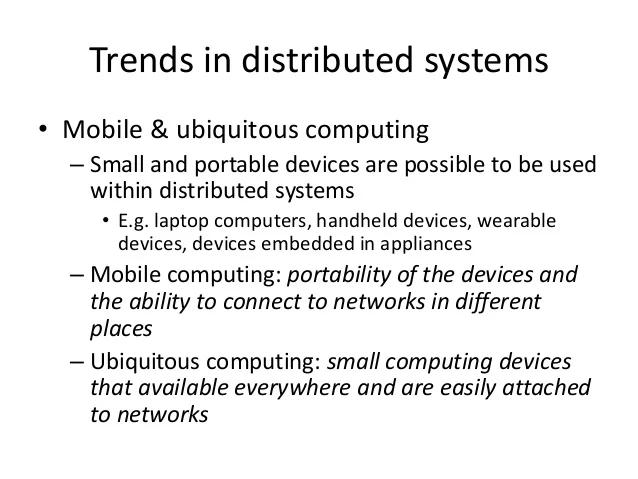 Trends in distributed systems
• Mobile & ubiquitous computing
– Small and portable devices are possible to be used
within distributed systems
• E.g. laptop computers, handheld devices, wearable
devices, devices embedded in appliances
– Mobile computing: portability of the devices and
the ability to connect to networks in different
places
– Ubiquitous computing: small computing devices
that available everywhere and are easily attached
to networks